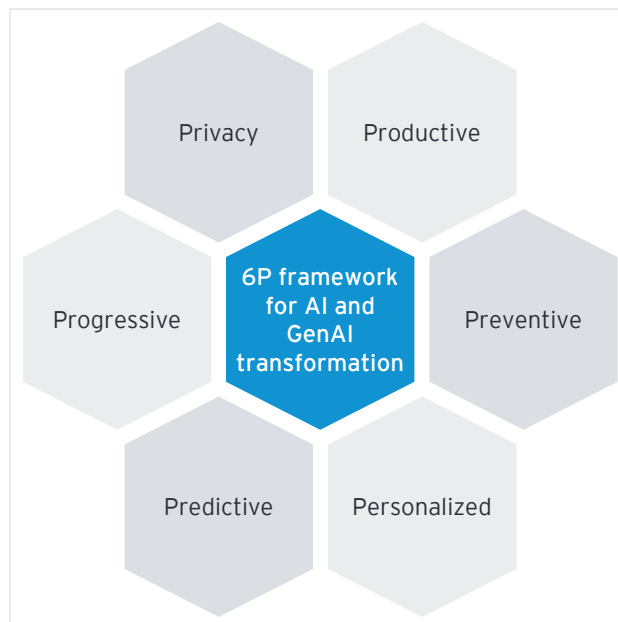 Privacy
Productive
Progressive
6P framework
for AI and
GenAI
transformation
Preventive
Predictive
Personalized